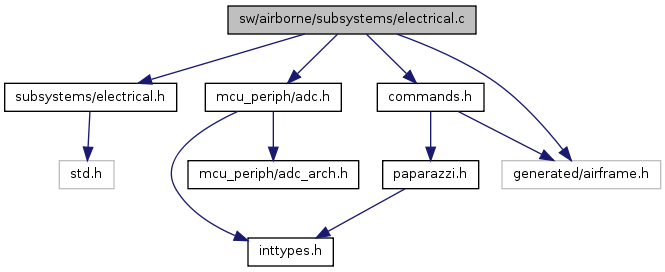 sw/airborne/subsystems/electrical.c
subsystems/electrical.h
mcu_periph/adc.h
commands.h
std.h
mcu_periph/adc_arch.h
paparazzi.h
generated/airframe.h
inttypes.h